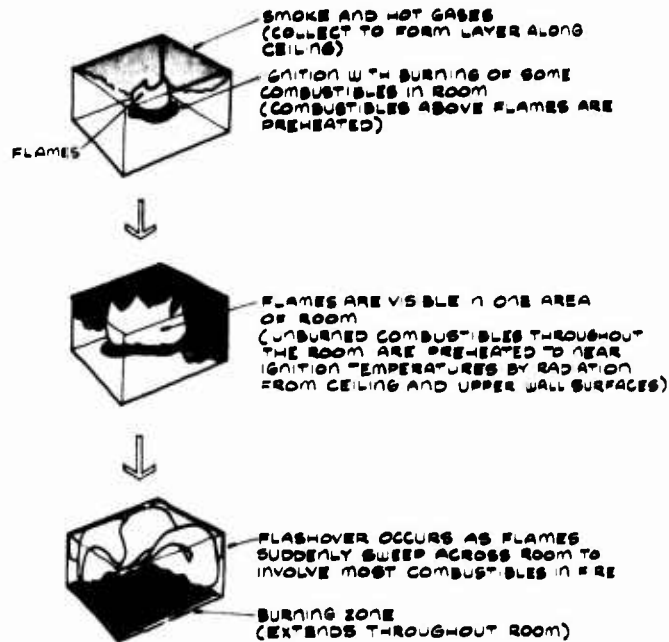 SMOKE AND HOT GASES
(COLLECT TO FORM LAYER ALONG
CEILING)
IGNITION WITH BURNING OF SOME
COMBUSTIBLES IN ROOM
(COMBUSTIBLES ABOVE FLAMES ARE
PREHEATED)
FLAMES
FLAMES ARE VISIBLE IN ONE AREA
OF ROOM
(UNBURNED COMBUSTIBLES THROUGHOUT
THE ROOM ARE PREHEATED TO NEAR
IGNITION TEMPERATURES BY RADIATION
FROM CEILING AND UPPER WALL SURFACES)
FLASHOVER OCCURS AS FLAMES
SUDDENLY SWEEP ACROSS ROOM TO
INVOLVE MOST COMBUSTIBLES IN FIRE
BURNING ZONE
(EXTENDS THROUGHOUT ROOM)